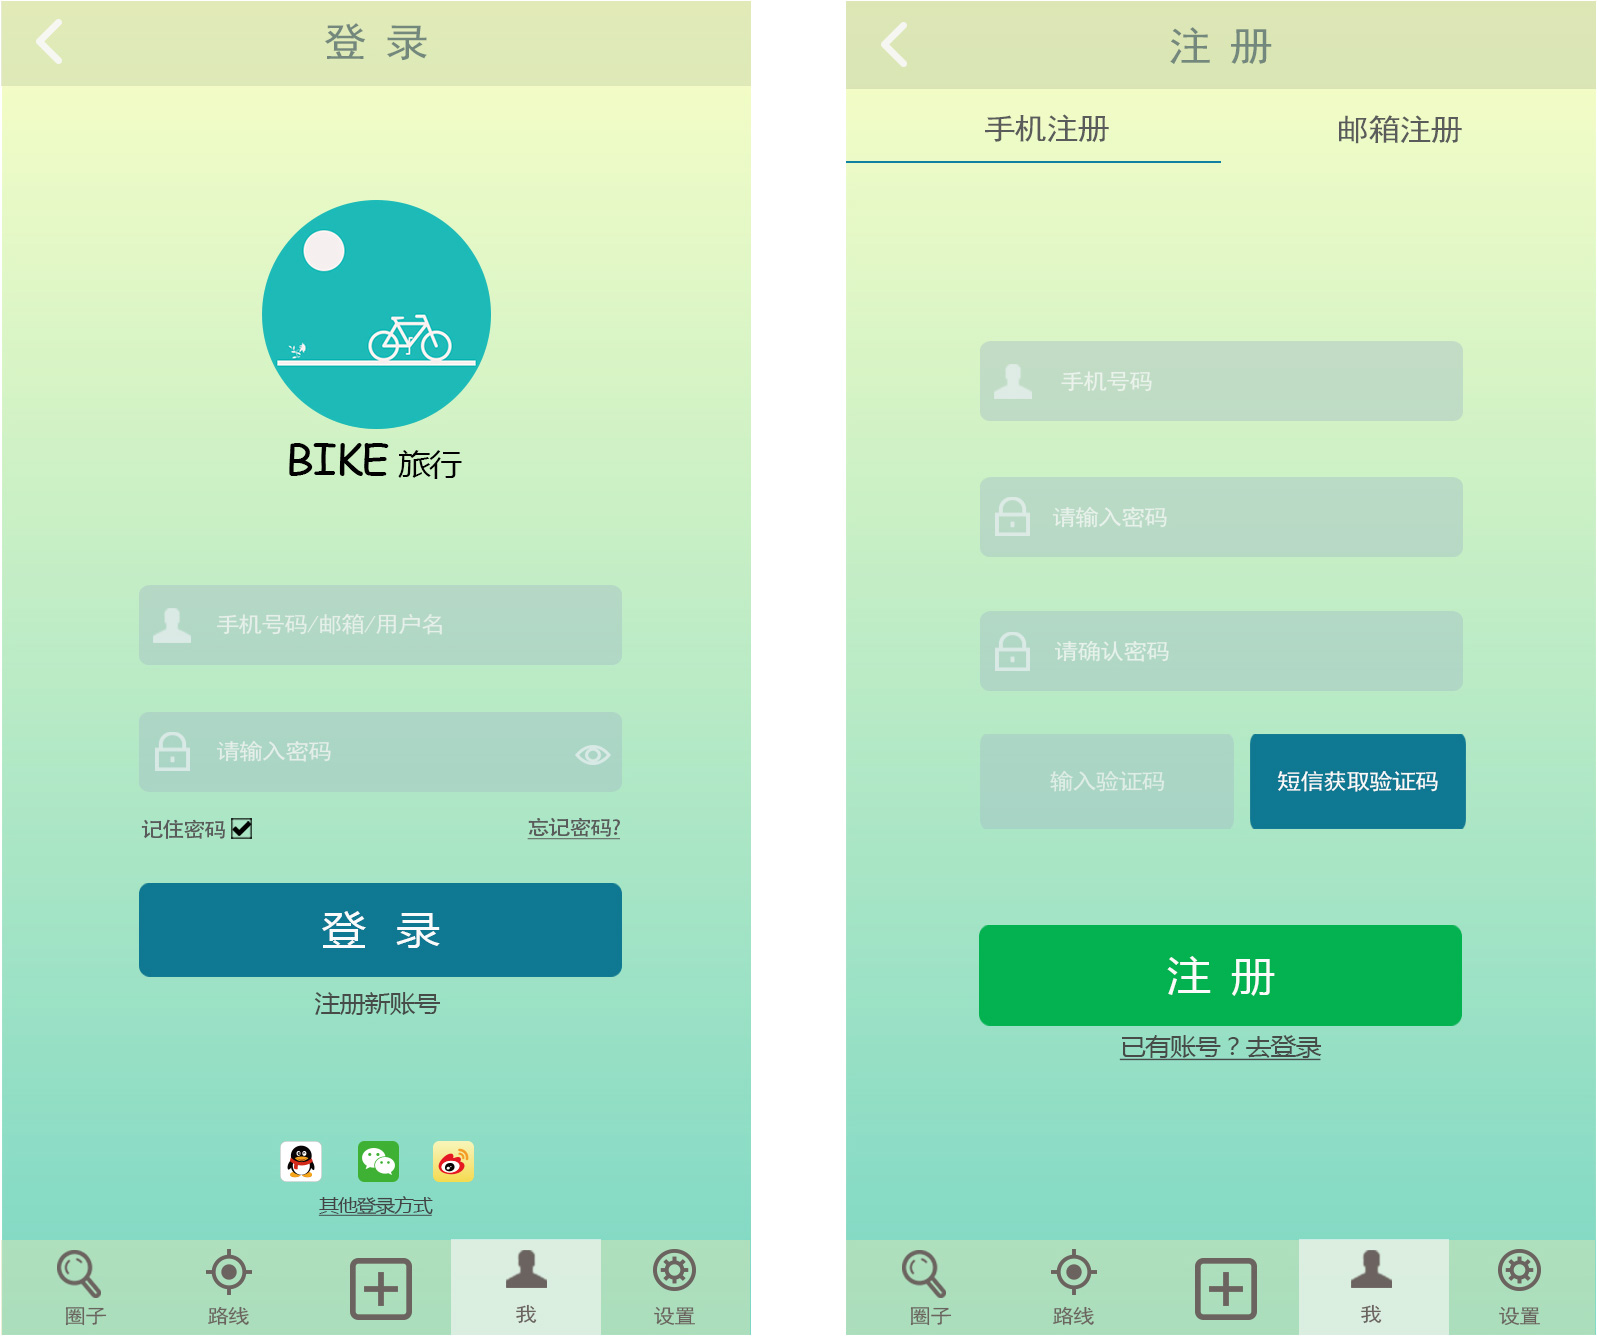 登 录
BIKE 旅行
手机号码/邮箱/用户名
请输入密码
记住密码
忘记密码?
登 录
注册新账号
其他登录方式
圈子
路线
我
设置
注 册
手机注册
邮箱注册
手机号码
请输入密码
请确认密码
输入验证码
短信获取验证码
注 册
已有账号？去登录
圈子
路线
我
设置